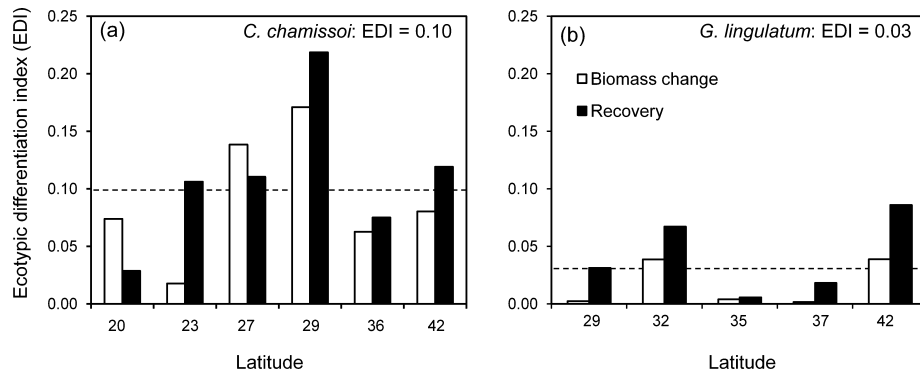 (a) C. chamissoi: EDI = 0.10
Ecotypic differentiation index (EDI)
0.25
0.20
0.15
0.10
0.05
0.00
20 23 27 29 36 42
Latitude
(b) G. lingulatum: EDI = 0.03
Biomass change
Recovery
0.25
0.20
0.15
0.10
0.05
0.00
29 32 35 37 42
Latitude